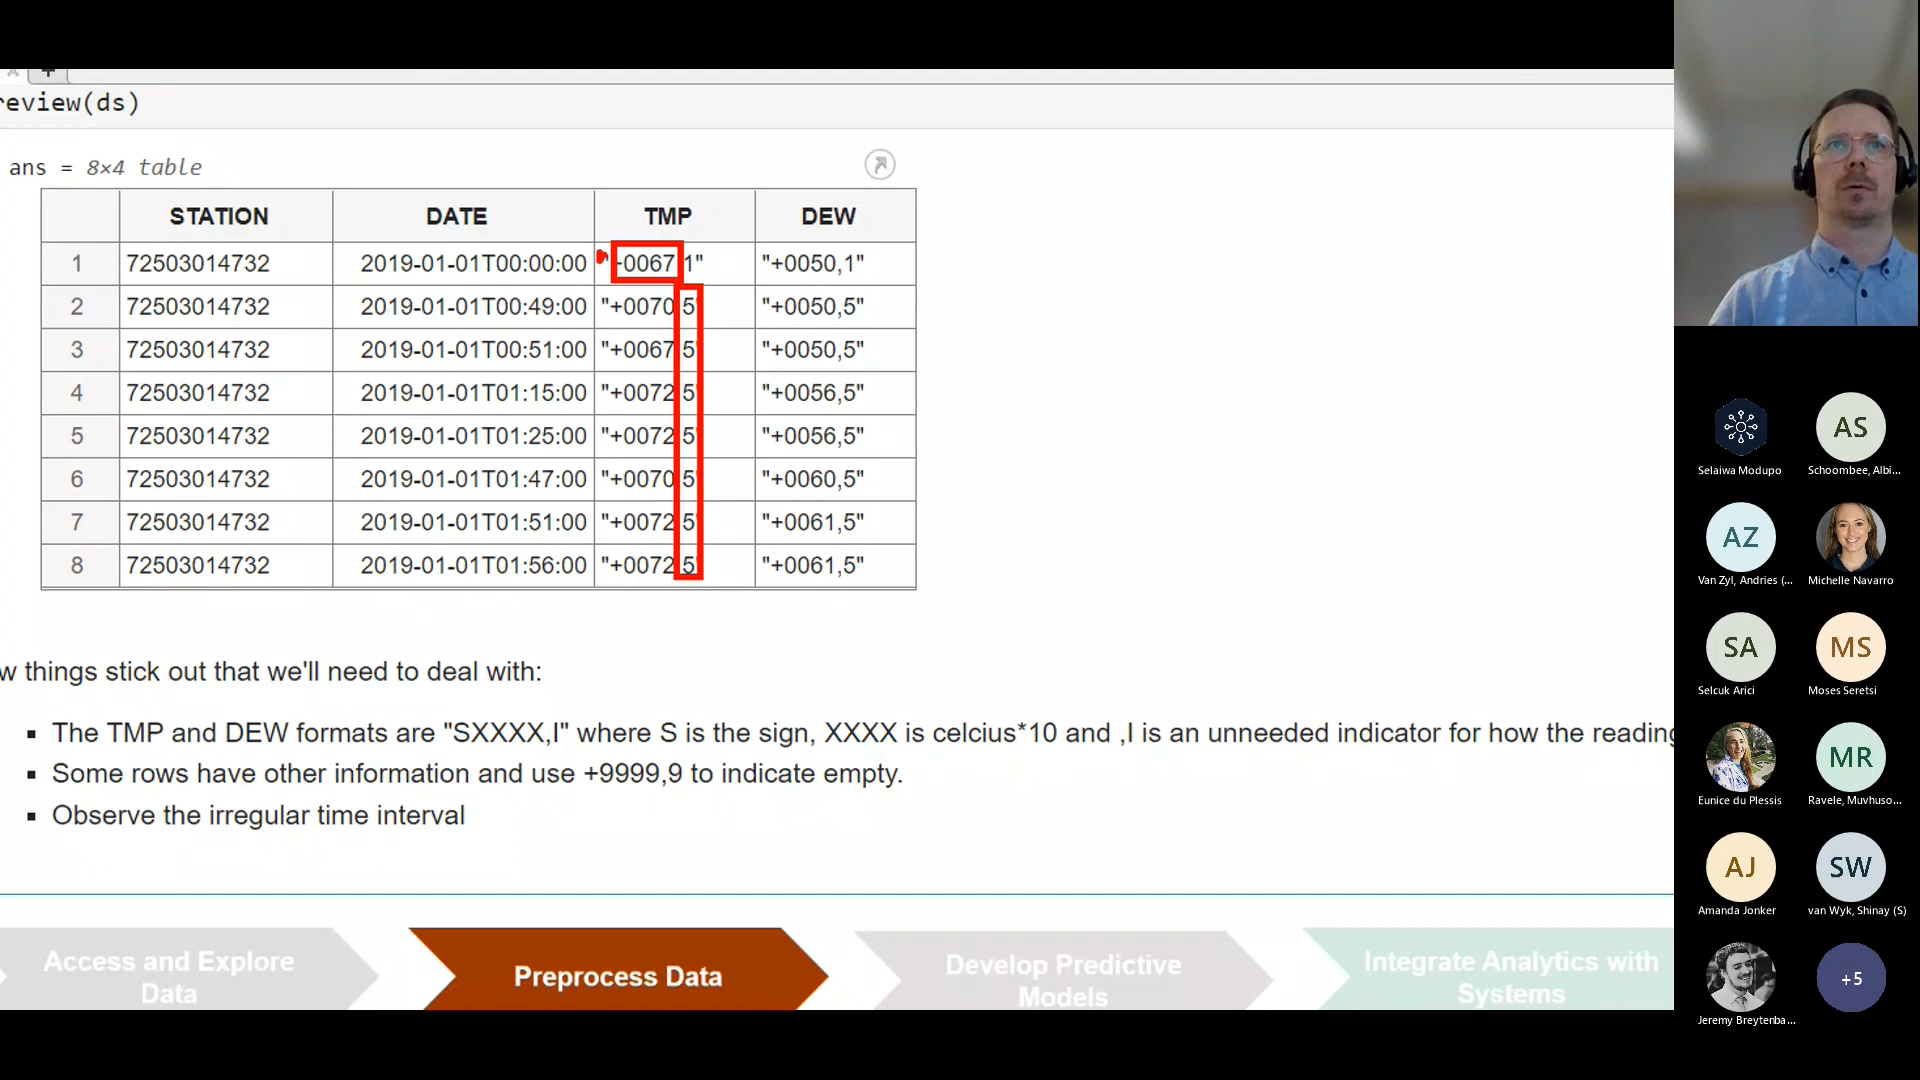 review(ds)
ans = 8×4 table
STATION DATE TMP DEW
1 72503014732 2019-01-01T00:00:00 "+0067,1" "+0050,1"
2 72503014732 2019-01-01T00:49:00 "+0070,5" "+0050,5"
3 72503014732 2019-01-01T00:51:00 "+0067,5" "+0050,5"
4 72503014732 2019-01-01T01:15:00 "+0072,5" "+0056,5"
5 72503014732 2019-01-01T01:25:00 "+0072,5" "+0056,5"
6 72503014732 2019-01-01T01:47:00 "+0070,5" "+0060,5"
7 72503014732 2019-01-01T01:51:00 "+0072,5" "+0061,5"
8 72503014732 2019-01-01T01:56:00 "+0072,5" "+0061,5"
w things stick out that we'll need to deal with:
▪ The TMP and DEW formats are "SXXXX,I" where S is the sign, XXXX is celcius*10 and ,I is an unneeded indicator for how the reading
▪ Some rows have other information and use +9999,9 to indicate empty.
▪ Observe the irregular time interval
Access and Explore
Data
Preprocess Data
Develop Predictive
Models
Integrate Analytics with
Systems
AS
Selaiwa Modupo
Schoombee, Albi...
AZ
Van Zyl, Andries (...
Michelle Navarro
SA
MS
Selcuk Arici
Moses Seretsi
MR
Eunice du Plessis
Ravele, Muvhuso...
AJ
SW
Amanda Jonker
van Wyk, Shinay (S)
+5
Jeremy Breytenba...